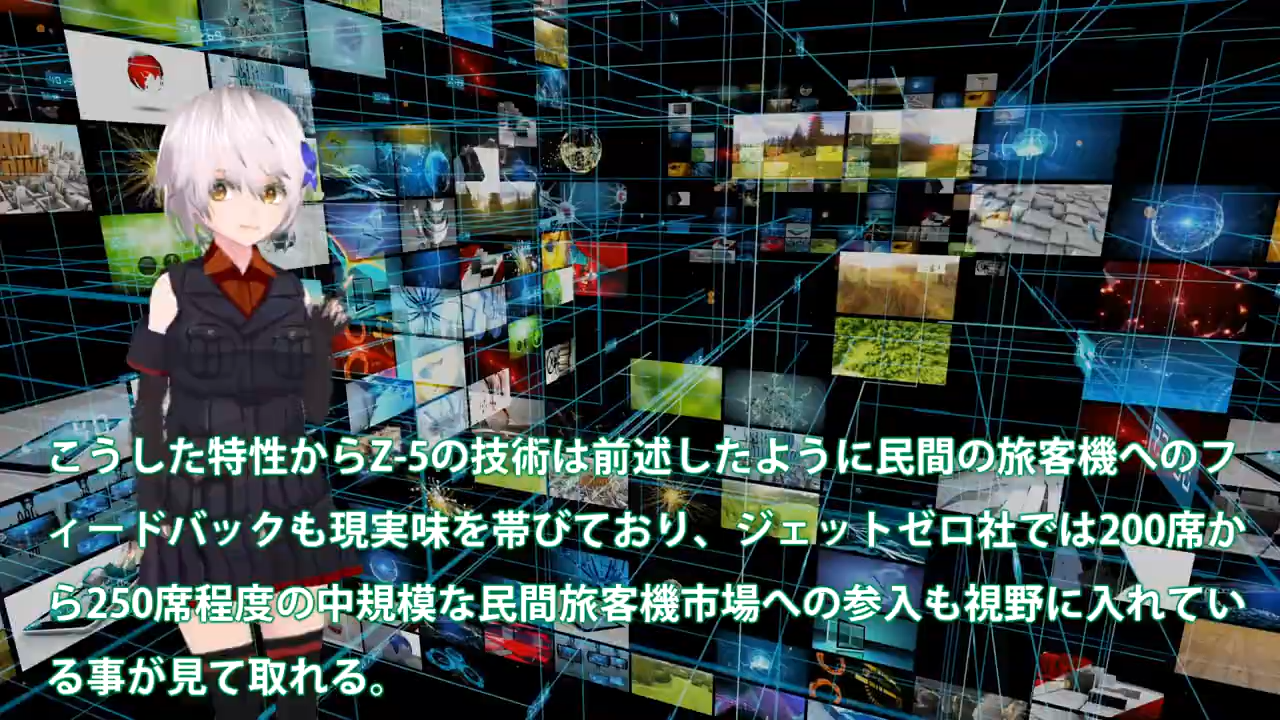 こうした特性からZ-5の技術は前述したように民間の旅客機へのフ
ィードバックも現実味を帯びており、ジェットゼロ社では200席か
ら250席程度の中規模な民間旅客機市場への参入も視野に入れてい
る事が見て取れる。